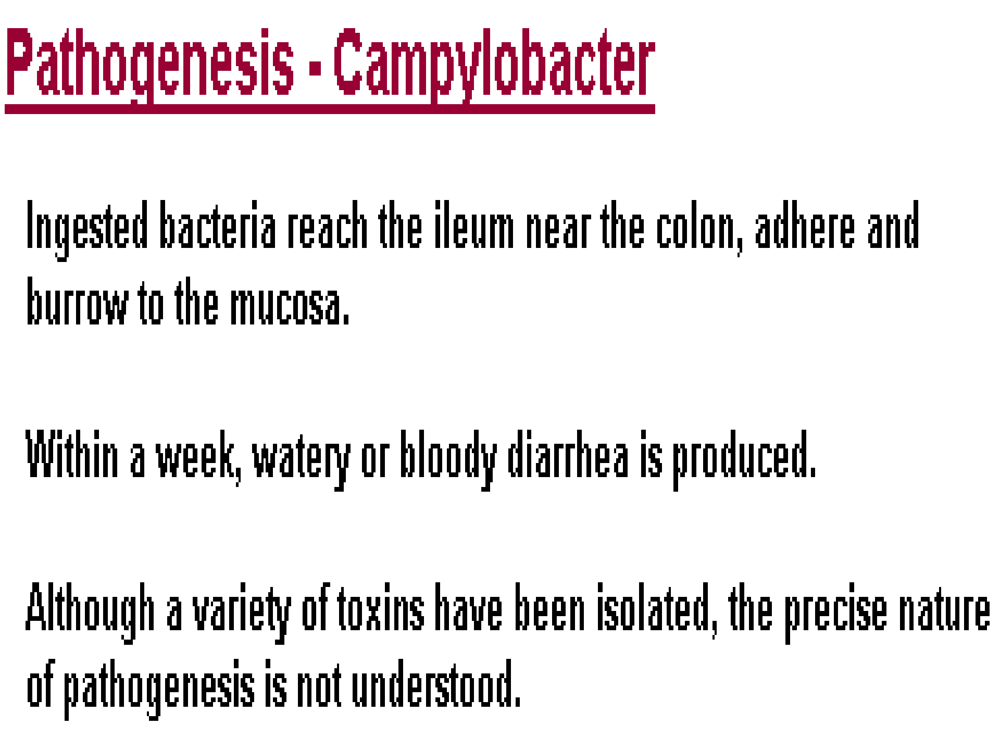 Pathogenesis - Campylobacter
Ingested bacteria reach the ileum near the colon, adhere and
burrow to the mucosa.
Within a week, watery or bloody diarrhea is produced.
Although a variety of toxins have been isolated, the precise nature
of pathogenesis is not understood.